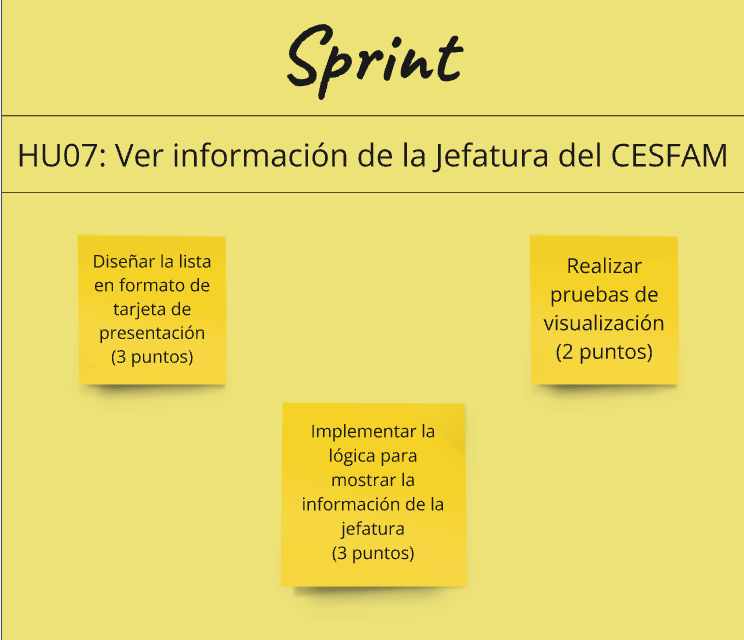 Sprint
HU07: Ver información de la Jefatura del CESFAM
Diseñar la lista
en formato de
tarjeta de
presentación
(3 puntos)
Realizar
pruebas de
visualización
(2 puntos)
Implementar la
lógica para
mostrar la
información de la
jefatura
(3 puntos)